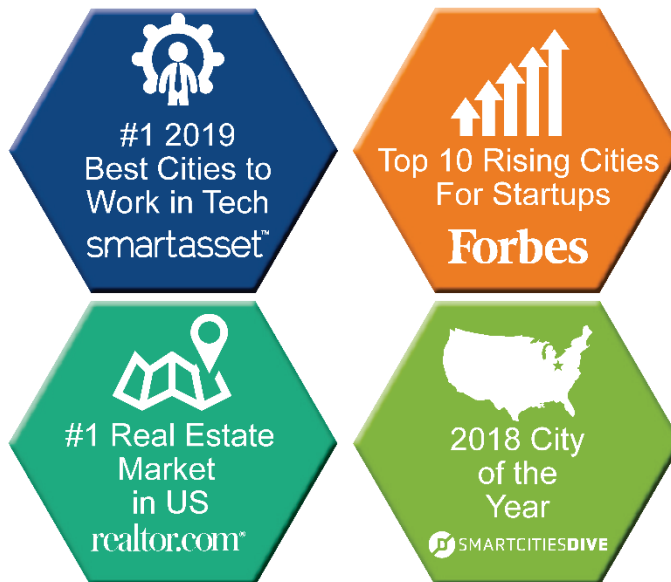 #1 2019
Best Cities to
Work in Tech
smartasset™
Top 10 Rising Cities
For Startups
Forbes
#1 Real Estate
Market
in US
realtor.com®
2018 City
of the
Year
SMARTCITIESDIVE